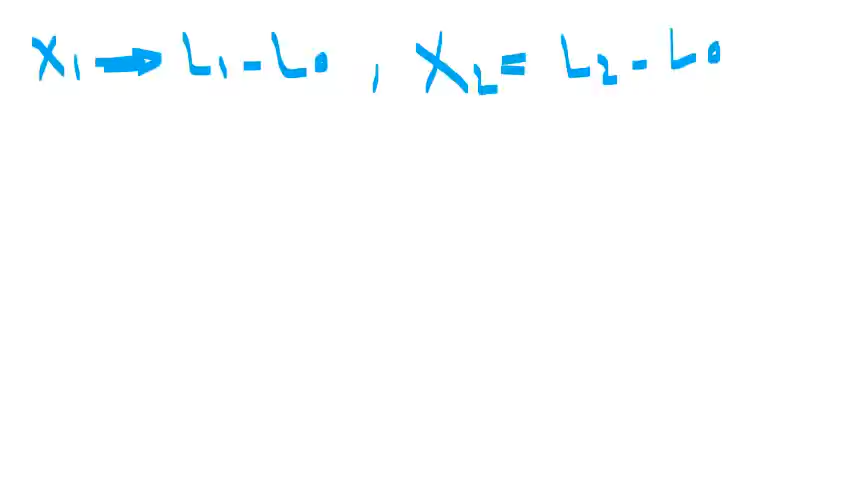 X₁ → L₁ - L₀ , X₂ = L₂ - L₀